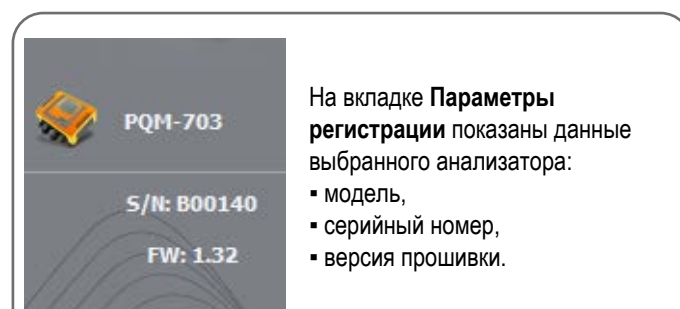 PQM-703
S/N: B00140
FW: 1.32
На вкладке Параметры
регистрации показаны данные
выбранного анализатора:
▪ модель,
▪ серийный номер,
▪ версия прошивки.